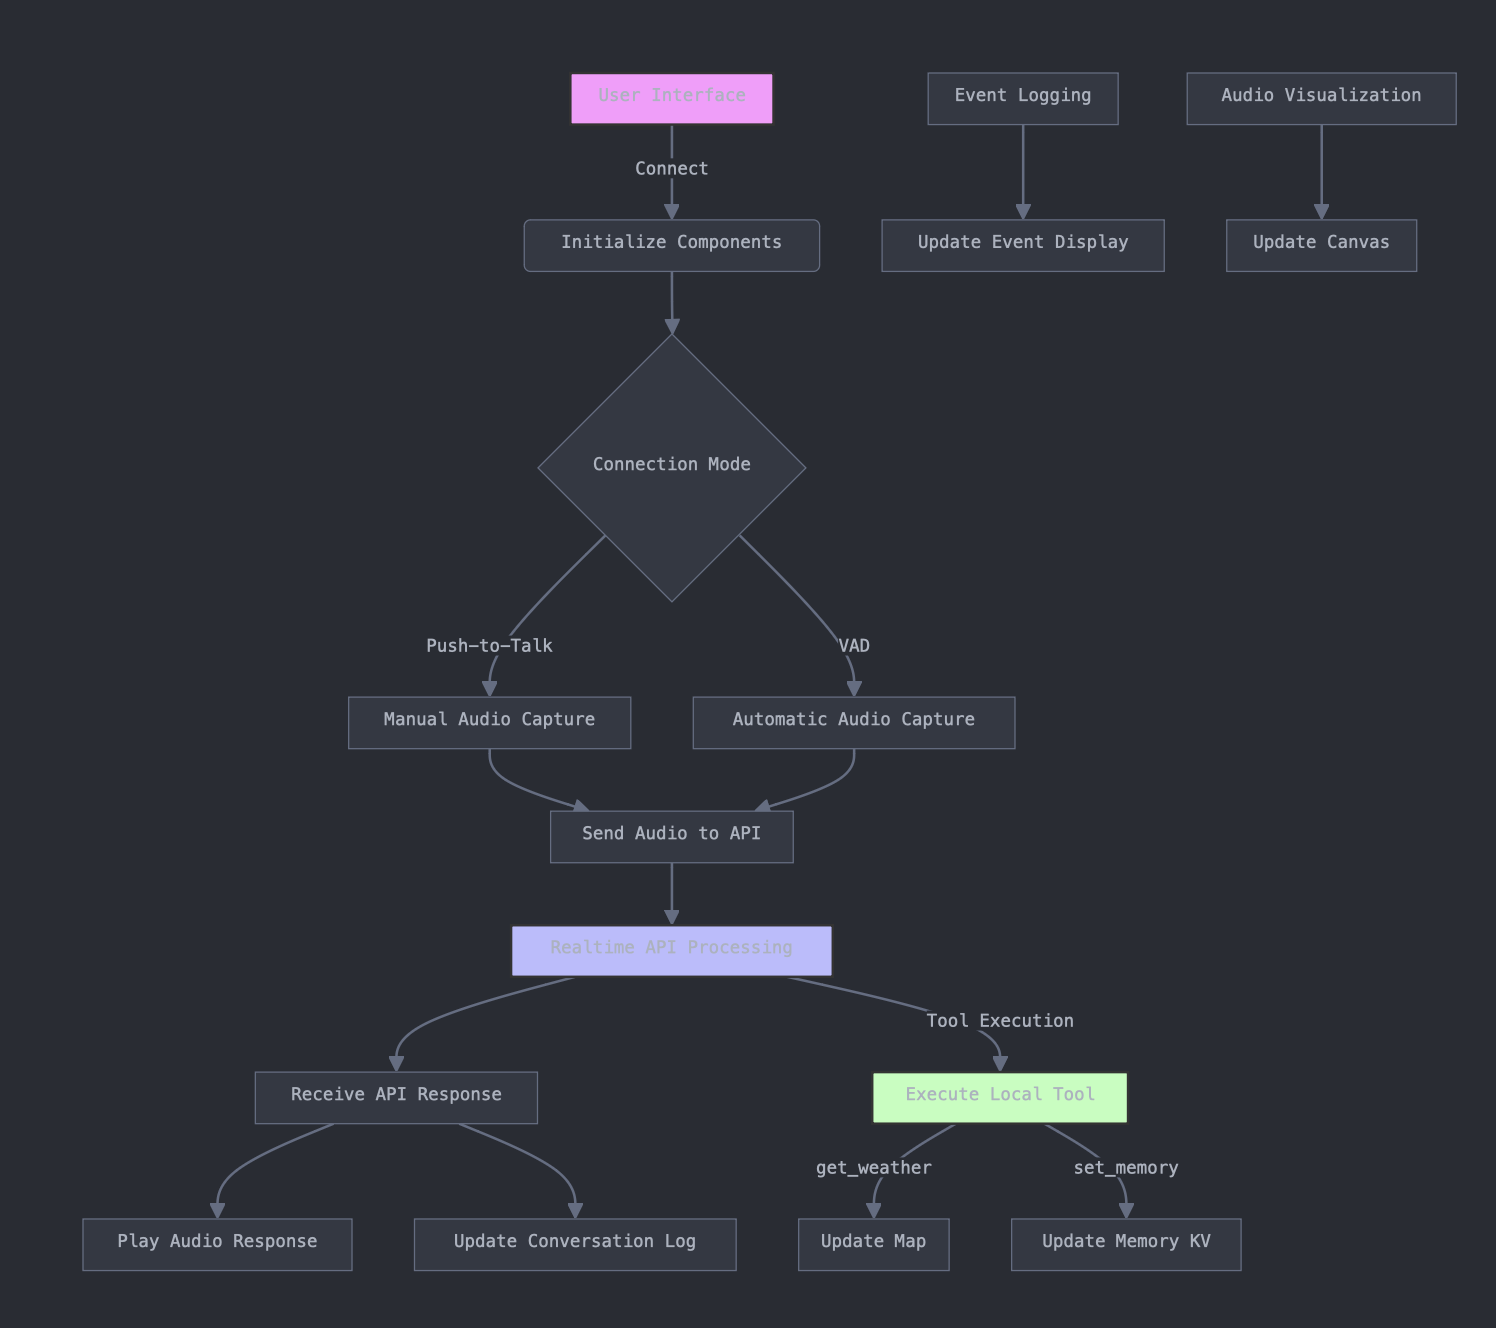 User Interface
Event Logging
Audio Visualization
Connect
Initialize Components
Update Event Display
Update Canvas
Connection Mode
Push-to-Talk
VAD
Manual Audio Capture
Automatic Audio Capture
Send Audio to API
Realtime API Processing
Tool Execution
Receive API Response
Execute Local Tool
get_weather
set_memory
Play Audio Response
Update Conversation Log
Update Map
Update Memory KV